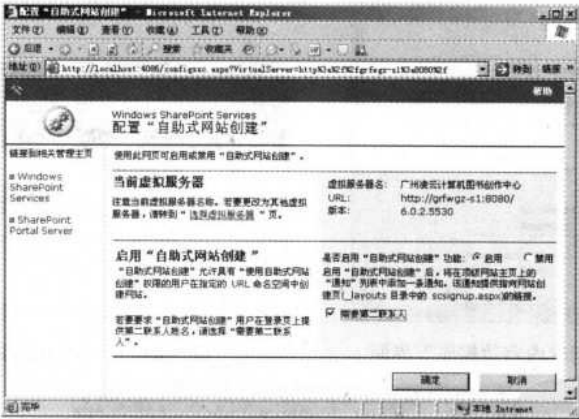 配置“自助式网站创建” - Microsoft Internet Explorer
文件(F) 编辑(E) 查看(V) 收藏(A) 工具(T) 帮助(H)
后退 搜索 收藏夹
地址(D) http://localhost:4086/configssc.aspx?VirtualServer=http%3a%2f%2fgrfwgz-s1%3a8080%2f 转到 链接 »
帮助
Windows SharePoint Services
配置“自助式网站创建”
链接到相关管理主页
使用此网页可启用或禁用“自助式网站创建”。
Windows SharePoint Services
SharePoint Portal Server
当前虚拟服务器
注意当前虚拟服务器名称。若要更改为其他虚拟
服务器，请转到“选择虚拟服务器”页。
虚拟服务器名: 广州凌云计算机图书创作中心
URL: http://grfwgz-s1:8080/
版本: 6.0.2.5530
启用“自助式网站创建”
“自助式网站创建”允许具有“使用自助式网站
创建”权限的用户在指定的 URL 命名空间中创
建网站。
若要要求“自助式网站创建”用户在登录页上提
供第二联系人姓名，请选择“需要第二联系
人”。
是否启用“自助式网站创建”功能: 启用 禁用
启用“自助式网站创建”后，将在顶级网站主页上的
“通知”列表中添加一条通知。该通知提供指向网站创
建页(_layouts 目录中的 scsignup.aspx)的链接。
需要第二联系人
确定 取消
完毕 本地 Intranet